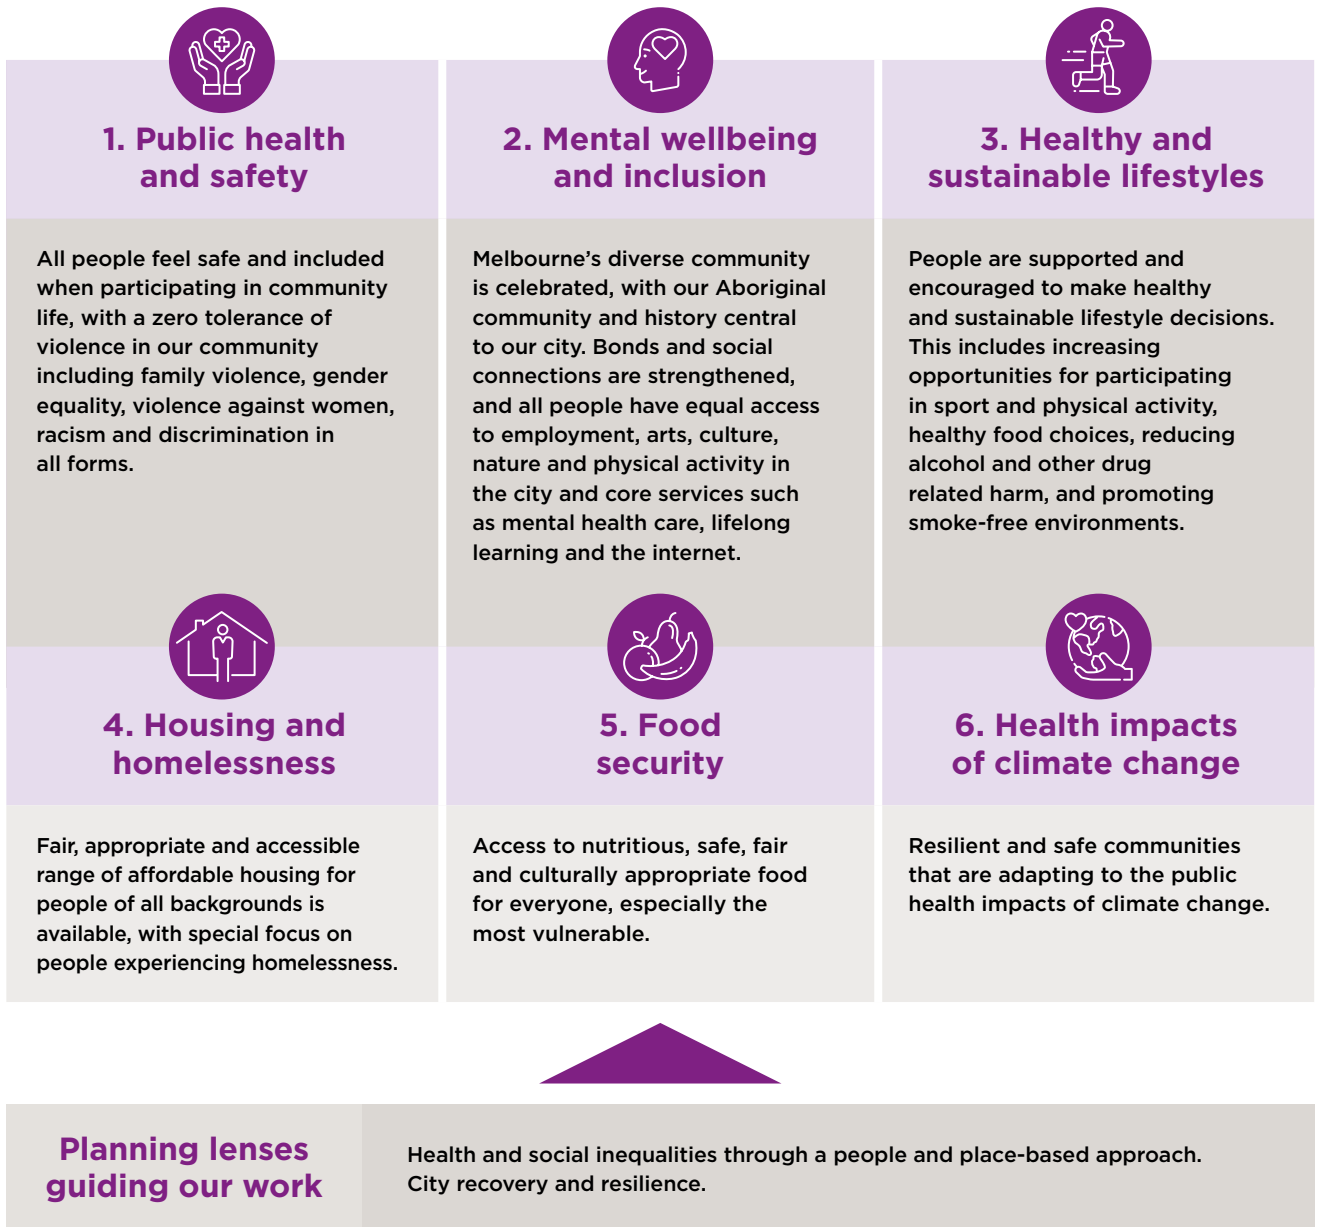 1. Public health
and safety
All people feel safe and included
when participating in community
life, with a zero tolerance of
violence in our community
including family violence, gender
equality, violence against women,
racism and discrimination in
all forms.
2. Mental wellbeing
and inclusion
Melbourne’s diverse community
is celebrated, with our Aboriginal
community and history central
to our city. Bonds and social
connections are strengthened,
and all people have equal access
to employment, arts, culture,
nature and physical activity in
the city and core services such
as mental health care, lifelong
learning and the internet.
3. Healthy and
sustainable lifestyles
People are supported and
encouraged to make healthy
and sustainable lifestyle decisions.
This includes increasing
opportunities for participating
in sport and physical activity,
healthy food choices, reducing
alcohol and other drug
related harm, and promoting
smoke-free environments.
4. Housing and
homelessness
Fair, appropriate and accessible
range of affordable housing for
people of all backgrounds is
available, with special focus on
people experiencing homelessness.
5. Food
security
Access to nutritious, safe, fair
and culturally appropriate food
for everyone, especially the
most vulnerable.
6. Health impacts
of climate change
Resilient and safe communities
that are adapting to the public
health impacts of climate change.
Planning lenses
guiding our work
Health and social inequalities through a people and place-based approach.
City recovery and resilience.